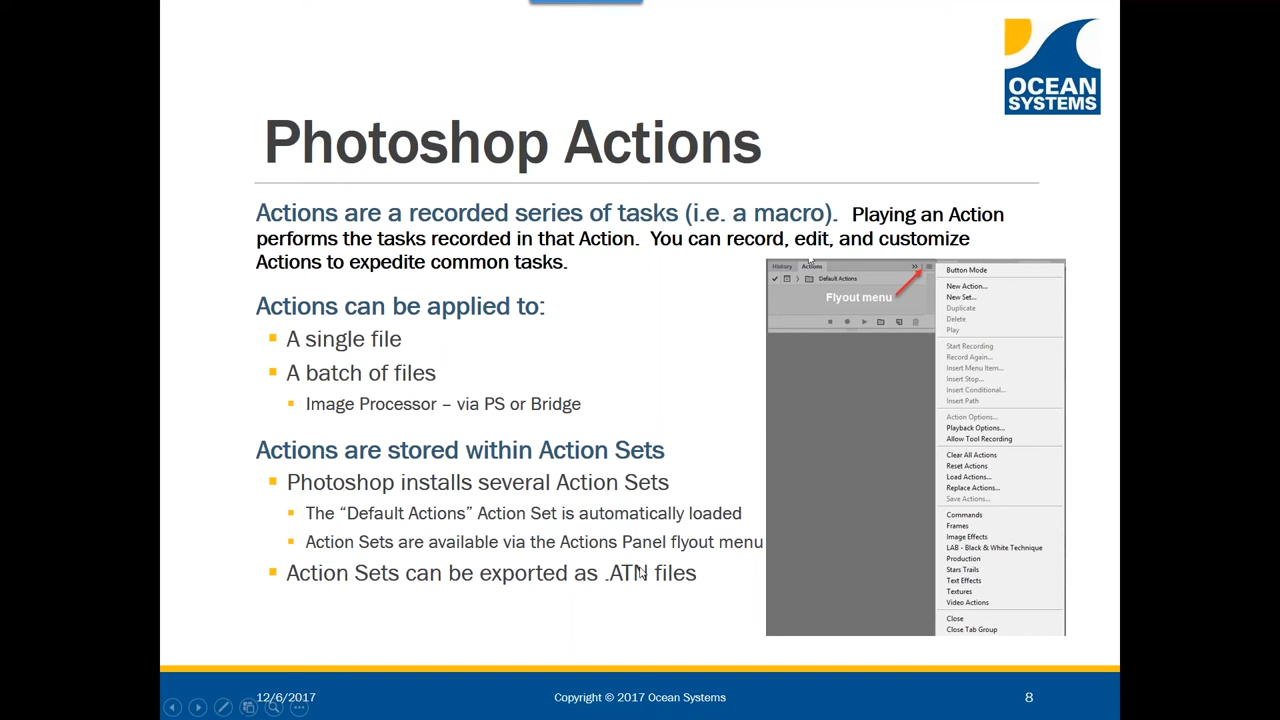 OCEAN
SYSTEMS
Photoshop Actions
Actions are a recorded series of tasks (i.e. a macro). Playing an Action
performs the tasks recorded in that Action. You can record, edit, and customize
Actions to expedite common tasks.
Actions can be applied to:
A single file
A batch of files
Image Processor – via PS or Bridge
Actions are stored within Action Sets
Photoshop installs several Action Sets
The “Default Actions” Action Set is automatically loaded
Action Sets are available via the Actions Panel flyout menu
Action Sets can be exported as .ATN files
History Actions
Default Actions
Flyout menu
Button Mode
New Action...
New Set...
Duplicate
Delete
Play
Start Recording
Record Again...
Insert Menu Item...
Insert Stop...
Insert Conditional...
Insert Path
Action Options...
Playback Options...
Allow Tool Recording
Clear All Actions
Reset Actions
Load Actions...
Replace Actions...
Save Actions...
Commands
Frames
Image Effects
LAB - Black & White Technique
Production
Stars Trails
Text Effects
Textures
Video Actions
Close
Close Tab Group
12/6/2017
Copyright © 2017 Ocean Systems
8